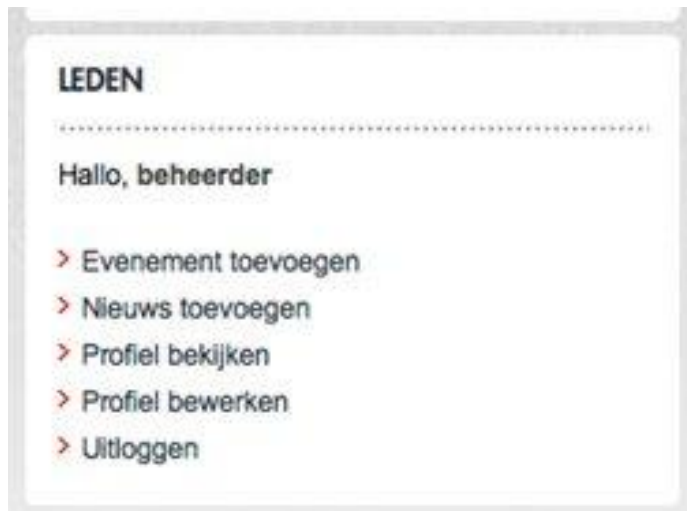 LEDEN
Hallo, beheerder
> Evenement toevoegen
> Nieuws toevoegen
> Profiel bekijken
> Profiel bewerken
> Uitloggen